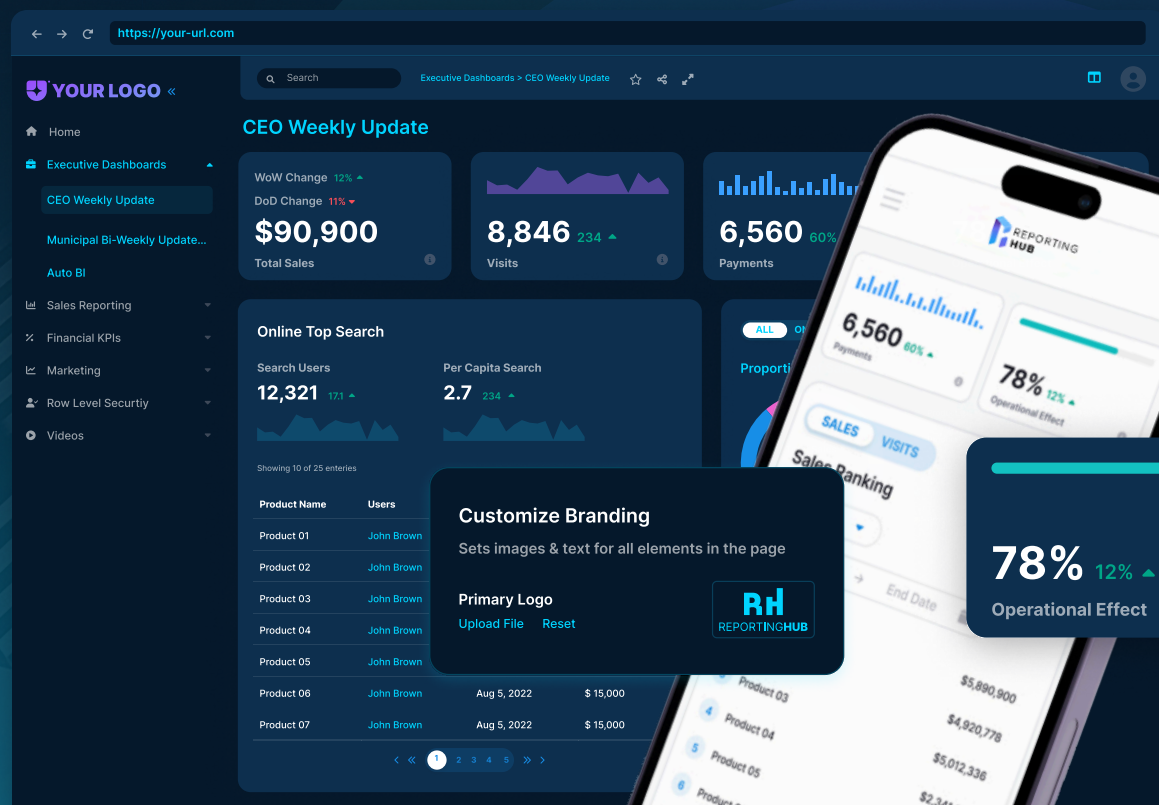 https://your-url.com
YOUR LOGO
Search
Executive Dashboards > CEO Weekly Update
Home
Executive Dashboards
CEO Weekly Update
Municipal Bi-Weekly Update...
Auto BI
Sales Reporting
Financial KPIs
Marketing
Row Level Securtiy
Videos
CEO Weekly Update
WoW Change 12%
DoD Change 11%
$90,900
Total Sales
8,846 234
Visits
6,560 60%
Payments
Online Top Search
Search Users
12,321 17.1
Per Capita Search
2.7 234
Showing 10 of 25 enteries
Product Name Users
Product 01 John Brown
Product 02 John Brown
Product 03 John Brown
Product 04 John Brown
Product 05 John Brown
Product 06 John Brown Aug 5, 2022 $ 15,000
Product 07 John Brown Aug 5, 2022 $ 15,000
1 2 3 4 5
ALL
Customize Branding
Sets images & text for all elements in the page
Primary Logo
Upload File Reset
RH
REPORTINGHUB
REPORTING
HUB
6,560 60%
Payments
78% 12%
Operational Effect
SALES VISITS
Sales Ranking
End Date
Product 03 $5,890,900
4 Product 04 $4,920,778
5 Product 05 $5,012,336
6
78% 12%
Operational Effect